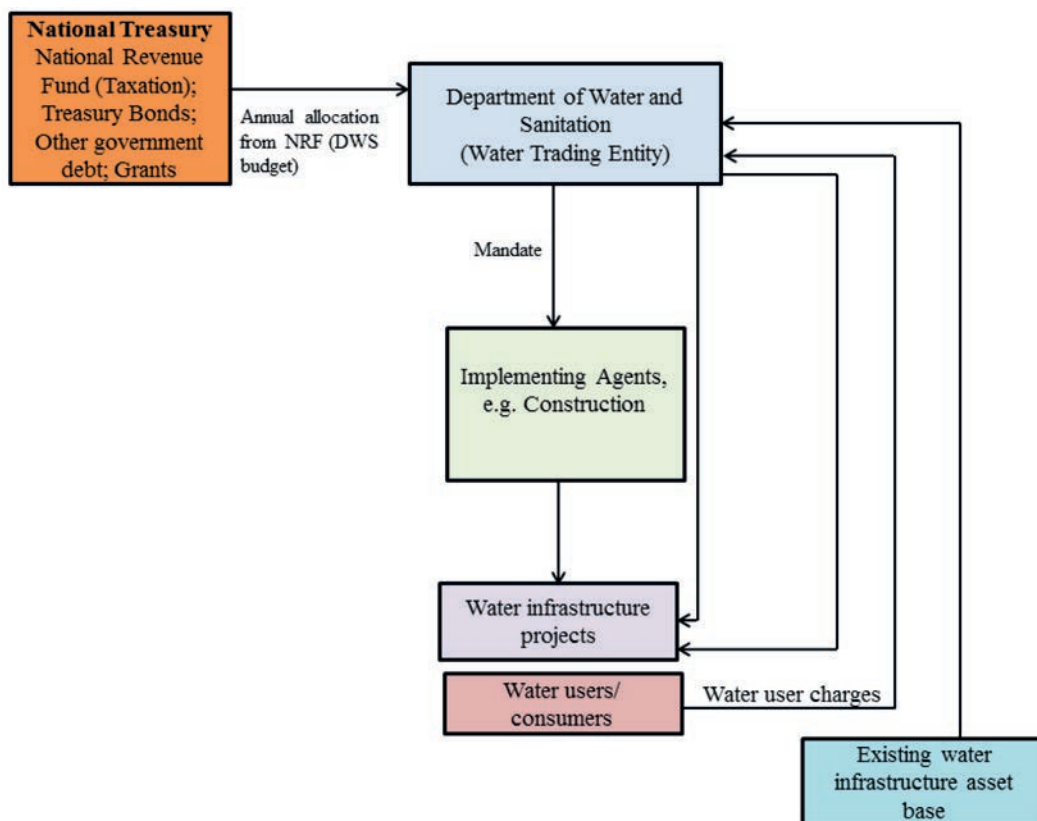 National Treasury
National Revenue
Fund (Taxation);
Treasury Bonds;
Other government
debt; Grants
Annual allocation
from NRF (DWS
budget)
Department of Water and
Sanitation
(Water Trading Entity)
Mandate
Implementing Agents,
e.g. Construction
Water infrastructure
projects
Water users/
consumers
Water user charges
Existing water
infrastructure asset
base